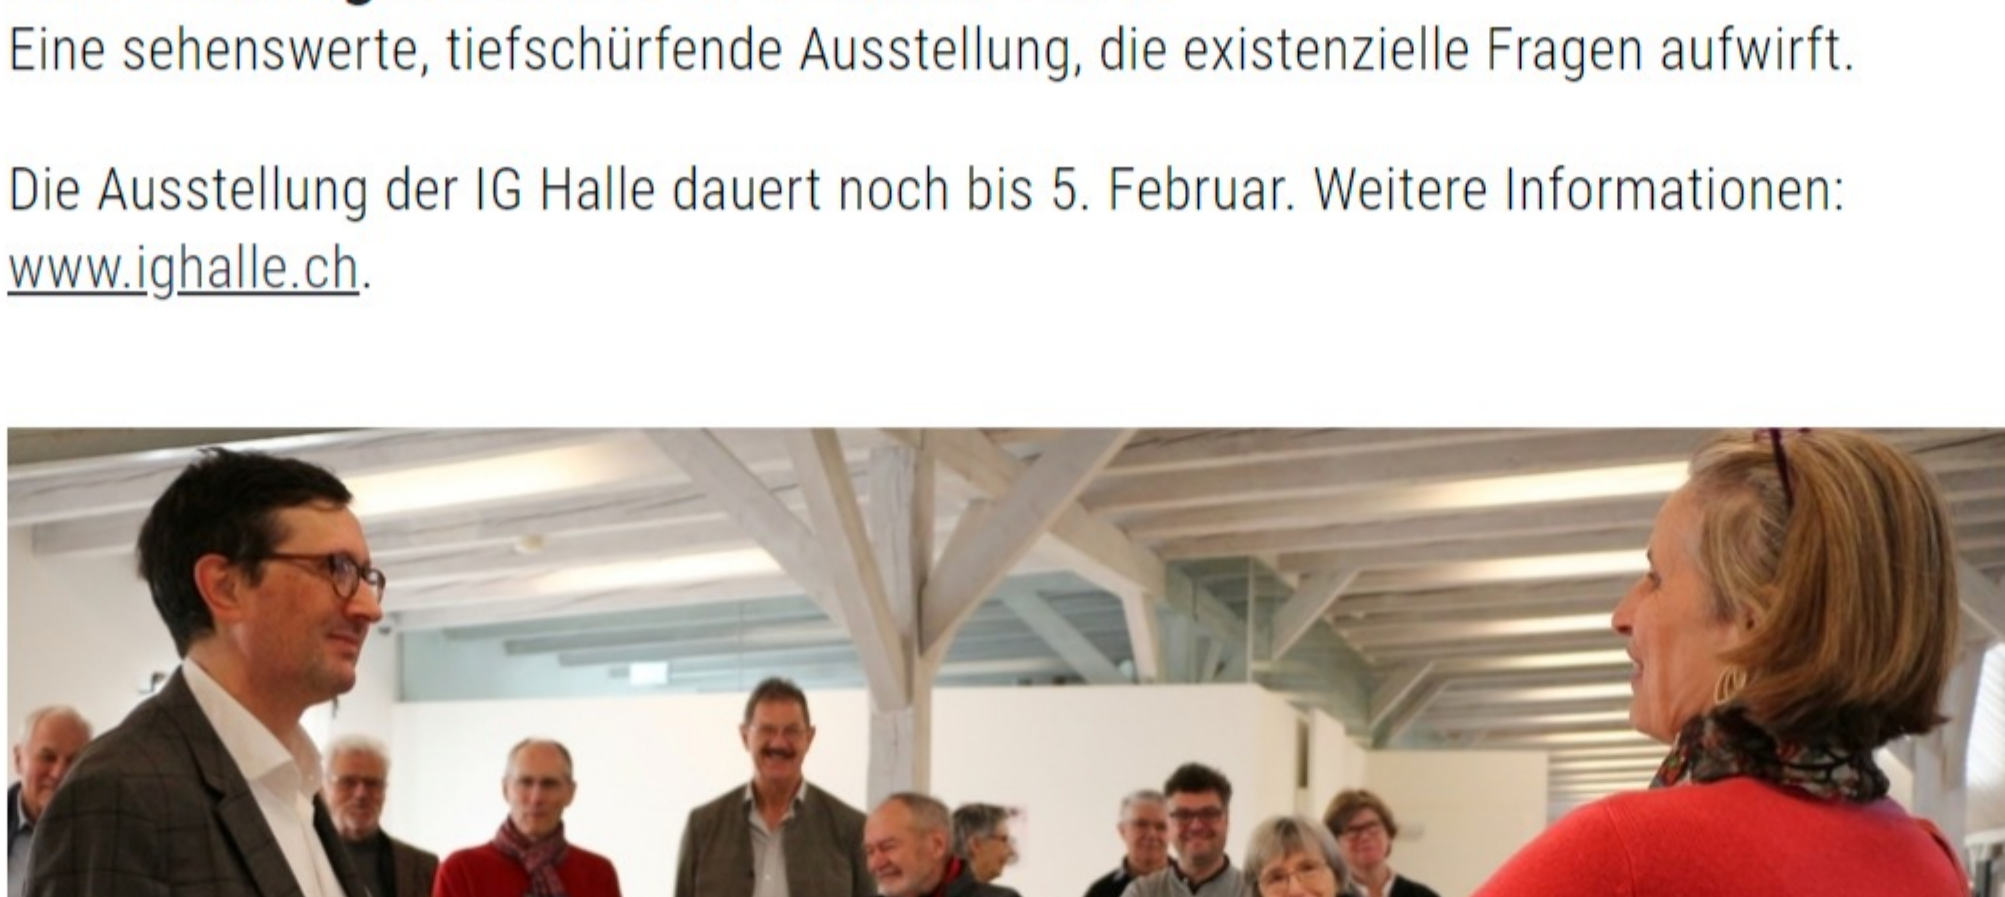 Eine sehenswerte, tiefschürfende Ausstellung, die existenzielle Fragen aufwirft.
Die Ausstellung der IG Halle dauert noch bis 5. Februar. Weitere Informationen:
www.ighalle.ch.